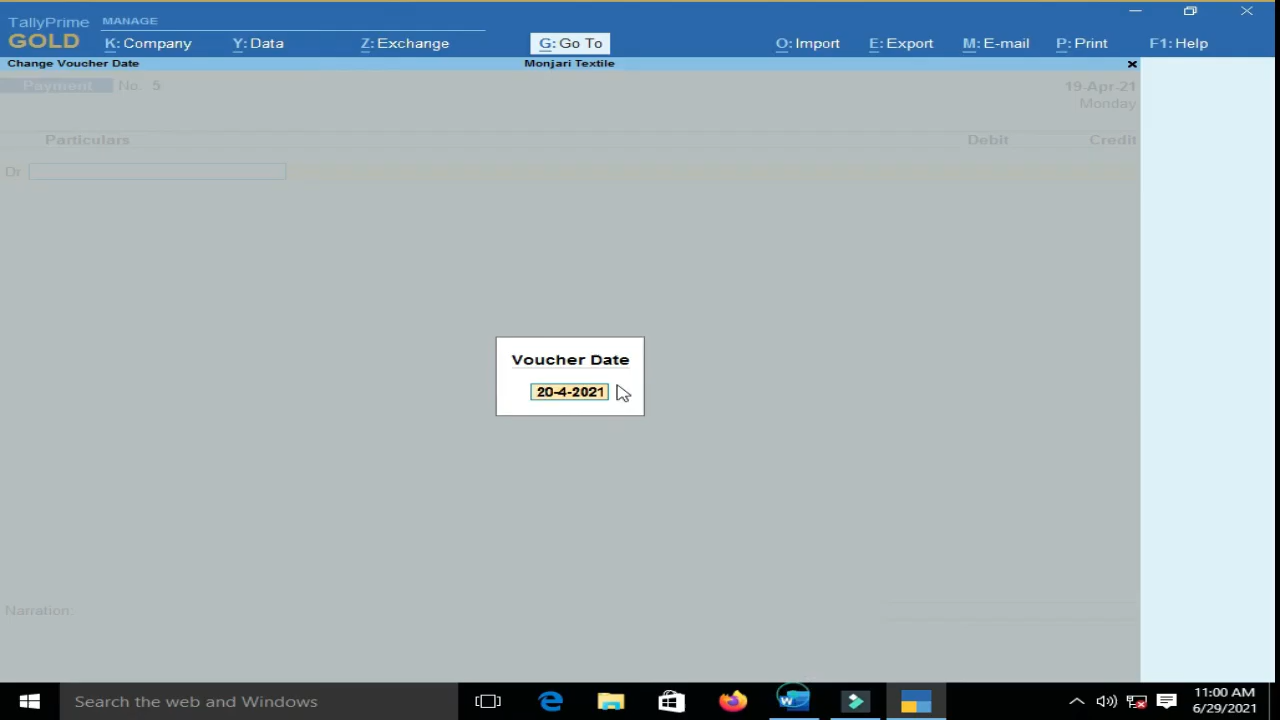 TallyPrime MANAGE
GOLD K: Company Y: Data Z: Exchange G: Go To O: Import E: Export M: E-mail P: Print F1: Help
Change Voucher Date Monjari Textile
Payment No. 5 19-Apr-21
Monday
Particulars Debit Credit
Dr
Voucher Date
20-4-2021
Narration:
Search the web and Windows 11:00 AM
6/29/2021